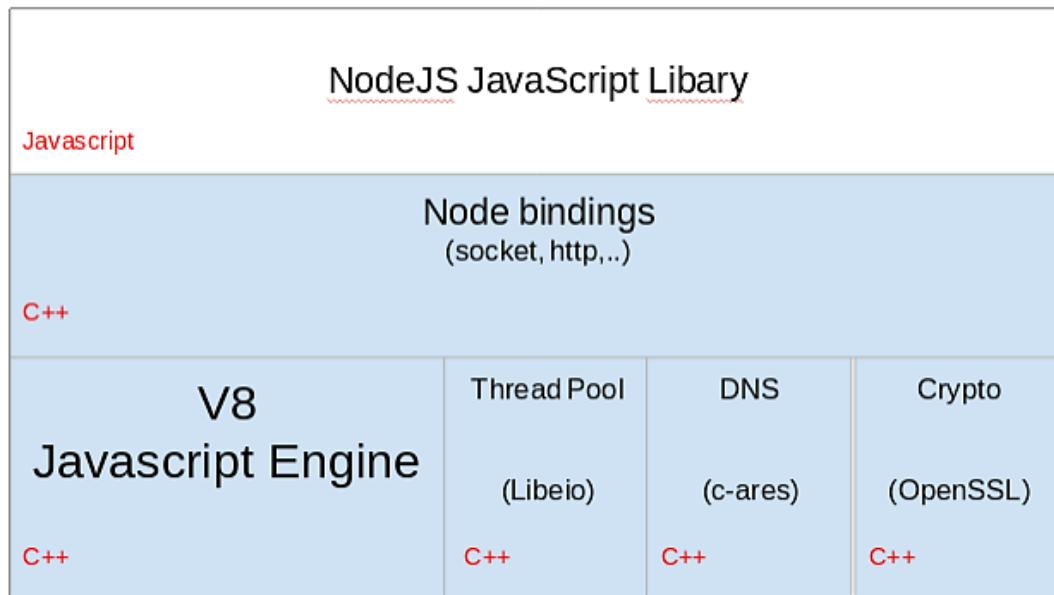 NodeJS JavaScript Libary
Javascript
Node bindings
(socket, http,..)
C++
V8
Javascript Engine
C++
Thread Pool
(Libeio)
C++
DNS
(c-ares)
C++
Crypto
(OpenSSL)
C++